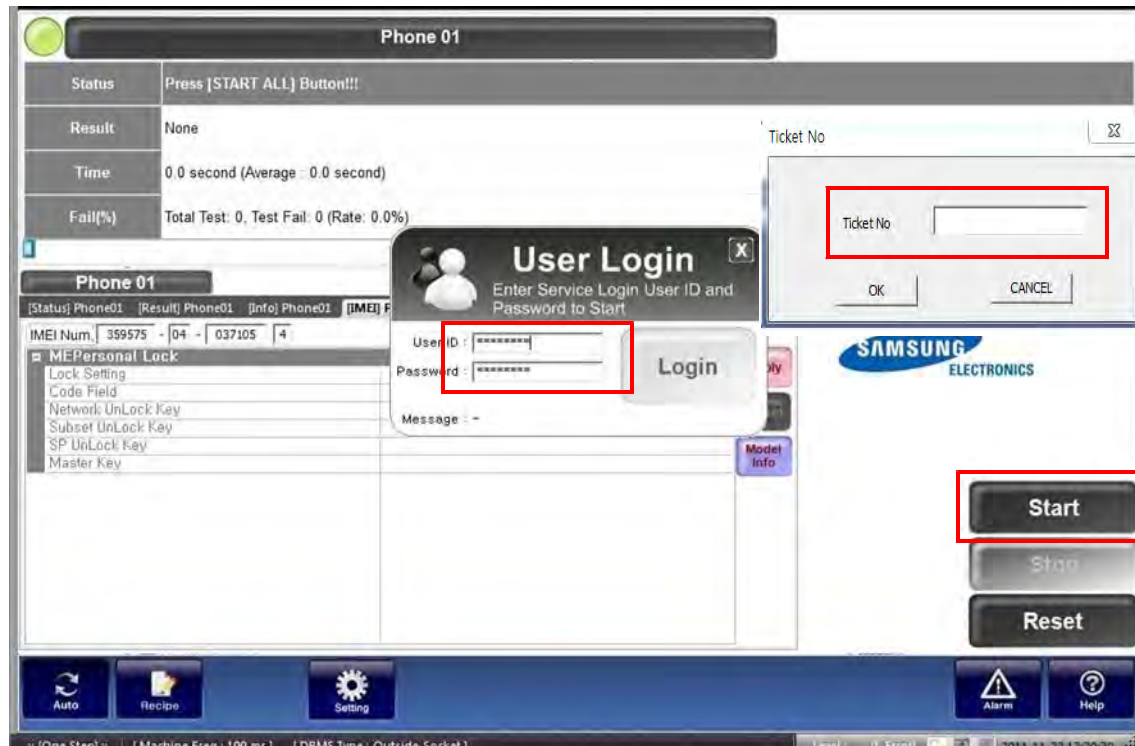 Phone 01
Status Press [START ALL] Button!!!
Result None
Time 0.0 second (Average : 0.0 second)
Fail(%) Total Test: 0, Test Fail: 0 (Rate: 0.0%)
Ticket No
Ticket No
OK CANCEL
User Login X
Enter Service Login User ID and
Password to Start
User ID : ********
Password : ********
Login
Message : -
Phone 01
[Status] Phone01 [Result] Phone01 [Info] Phone01 [IMEI] P
IMEI Num. 359575 - 04 - 037105 4
MEPersonal Lock
Lock Setting
Code Field
Network UnLock Key
Subset UnLock Key
SP UnLock Key
Master Key
Model
Info
SAMSUNG
ELECTRONICS
Start
Stop
Reset
Auto Recipe Setting Alarm Help